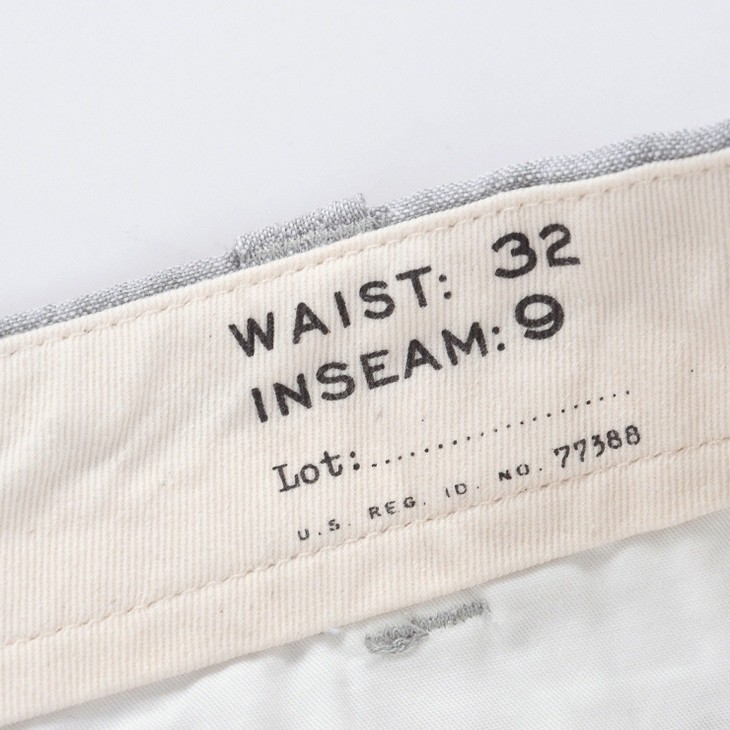 WAIST: 32
INSEAM: 9
Lot:......................
U.S. REG. ID. NO. 77388